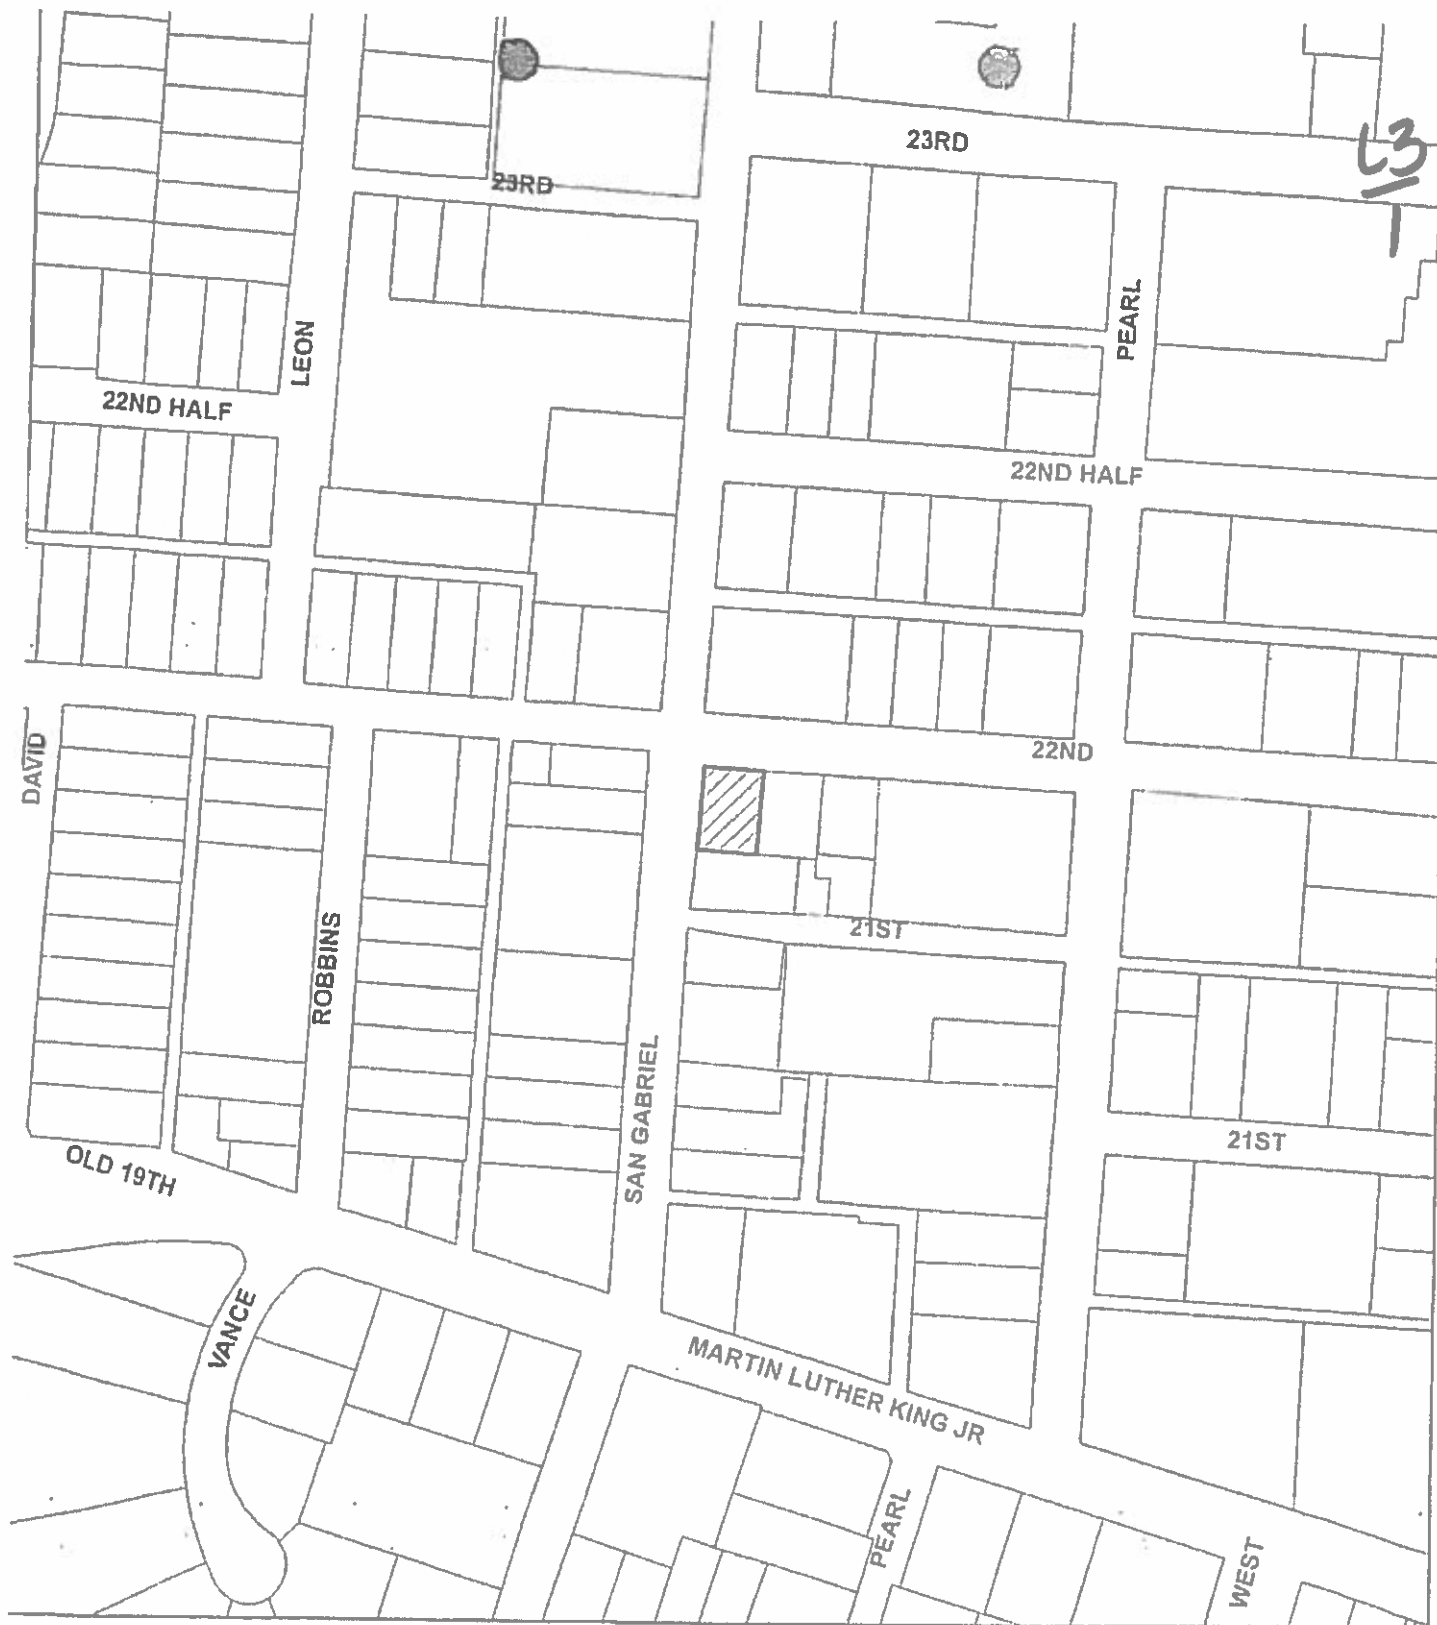 23RD
L3
1
23RD
PEARL
LEON
22ND HALF
22ND HALF
22ND
DAVID
21ST
ROBBINS
SAN GABRIEL
21ST
OLD 19TH
VANCE
MARTIN LUTHER KING JR
PEARL
WEST